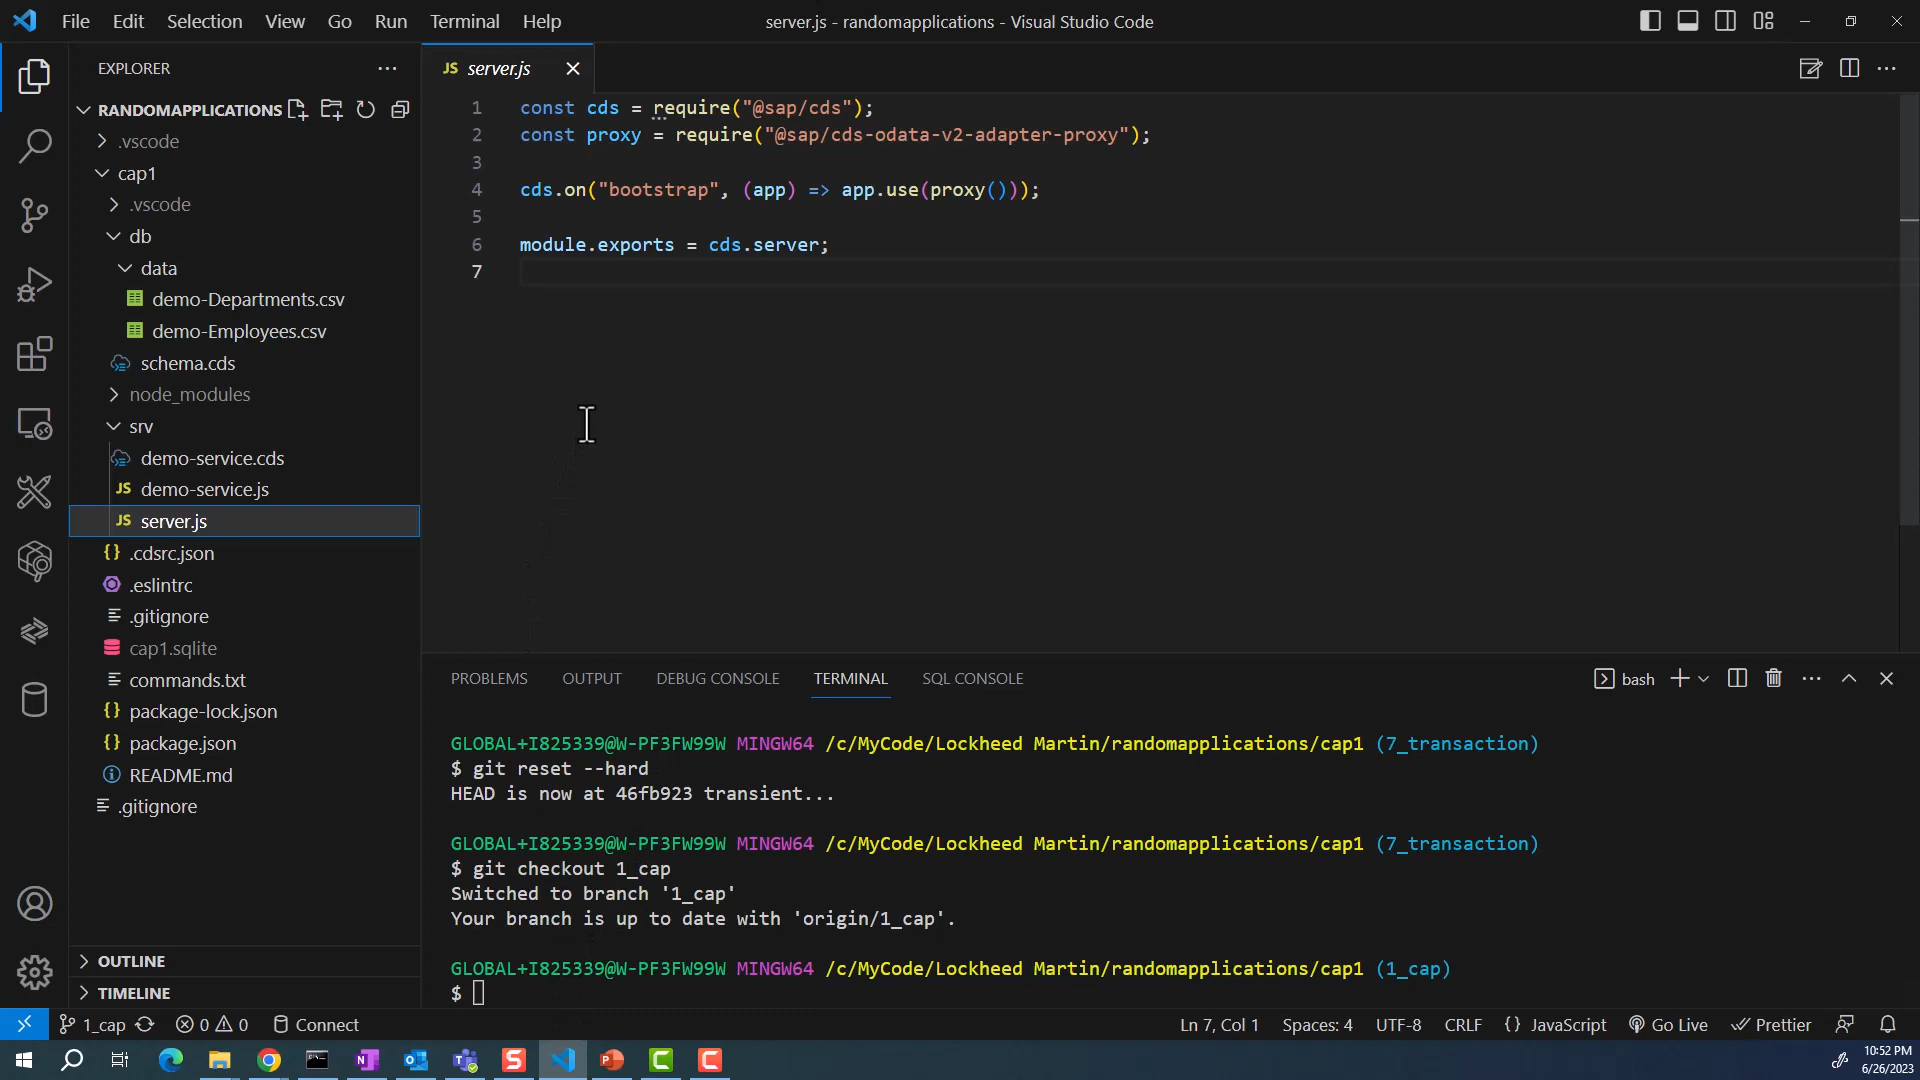 File Edit Selection View Go Run Terminal Help
server.js - randomapplications - Visual Studio Code
EXPLORER
RANDOMAPPLICATIONS
.vscode
cap1
.vscode
db
data
demo-Departments.csv
demo-Employees.csv
schema.cds
node_modules
srv
demo-service.cds
JS demo-service.js
JS server.js
{} .cdsrc.json
.eslintrc
.gitignore
cap1.sqlite
commands.txt
{} package-lock.json
{} package.json
README.md
.gitignore
OUTLINE
TIMELINE
JS server.js
1 const cds = require("@sap/cds");
2 const proxy = require("@sap/cds-odata-v2-adapter-proxy");
3
4 cds.on("bootstrap", (app) => app.use(proxy()));
5
6 module.exports = cds.server;
7
PROBLEMS OUTPUT DEBUG CONSOLE TERMINAL SQL CONSOLE
bash
GLOBAL+I825339@W-PF3FW99W MINGW64 /c/MyCode/Lockheed Martin/randomapplications/cap1 (7_transaction)
$ git reset --hard
HEAD is now at 46fb923 transient...
GLOBAL+I825339@W-PF3FW99W MINGW64 /c/MyCode/Lockheed Martin/randomapplications/cap1 (7_transaction)
$ git checkout 1_cap
Switched to branch '1_cap'
Your branch is up to date with 'origin/1_cap'.
GLOBAL+I825339@W-PF3FW99W MINGW64 /c/MyCode/Lockheed Martin/randomapplications/cap1 (1_cap)
$
1_cap 0 0 Connect
Ln 7, Col 1 Spaces: 4 UTF-8 CRLF {} JavaScript Go Live Prettier
10:52 PM
6/26/2023